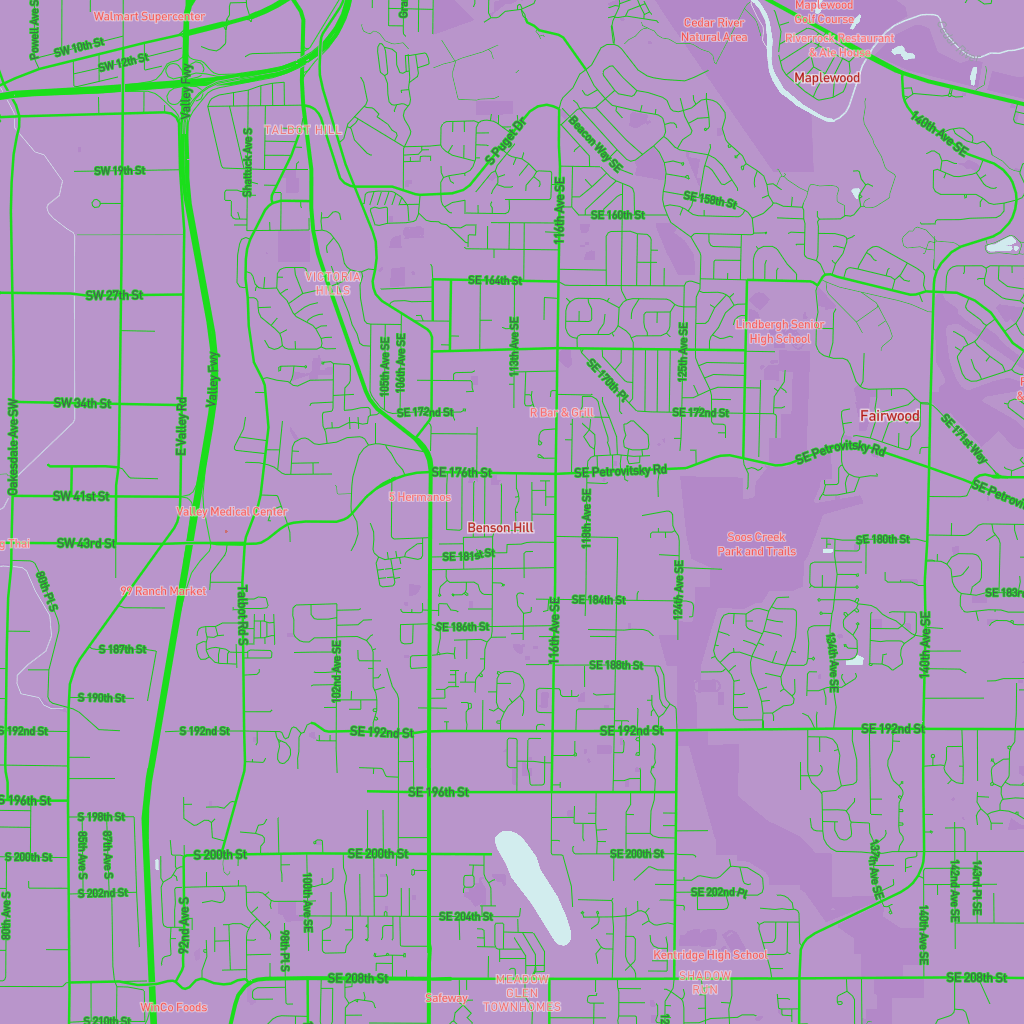 Powell Ave S
Walmart Supercenter
SW 10th St
SW 12th St
Valley Fwy
Cedar River
Natural Area
Maplewood
Golf Course
Riverrock Restaurant
& Alc House
Maplewood
140th Ave SE
TALBOT HILL
Shattuck Ave S
S Puget Dr
Beacon Way SE
SW 19th St
116th Ave SE
SE 158th St
SE 160th St
VICTORIA
HILLS
SE 164th St
SW 27th St
Lindbergh Senior
High School
113th Ave SE
125th Ave SE
105th Ave SE
106th Ave SE
Valley Fwy
SE 170th Pl
SW 34th St
E Valley Rd
Oakesdale Ave SW
SE 172nd St
R Bar & Grill
SE 172nd St
Fairwood
SE 171st Way
SE Petrovitsky Rd
SE 176th St
SE Petrovitsky Rd
SW 41st St
5 Hermanos
Valley Medical Center
118th Ave SE
Benson Hill
Soos Creek
Park and Trails
SE 180th St
SW 43rd St
SE 181st St
80th Pl S
99 Ranch Market
Talbot Rd S
SE 184th St
124th Ave SE
116th Ave SE
SE 186th St
134th Ave SE
140th Ave SE
S 187th St
102nd Ave SE
SE 188th St
S 190th St
S 192nd St
S 192nd St
SE 192nd St
SE 192nd St
SE 192nd St
S 196th St
SE 196th St
S 198th St
85th Ave S
87th Ave S
S 200th St
S 200th St
SE 200th St
SE 200th St
137th Ave SE
142nd Ave SE
143rd Pl SE
S 202nd St
SE 202nd Pl
80th Ave S
92nd Ave S
100th Ave SE
98th Pl S
SE 204th St
140th Ave SE
Kentridge High School
SHADOW
RUN
SE 208th St
MEADOW
GLEN
TOWNHOMES
SE 208th St
Safeway
WinCo Foods
S 210th St